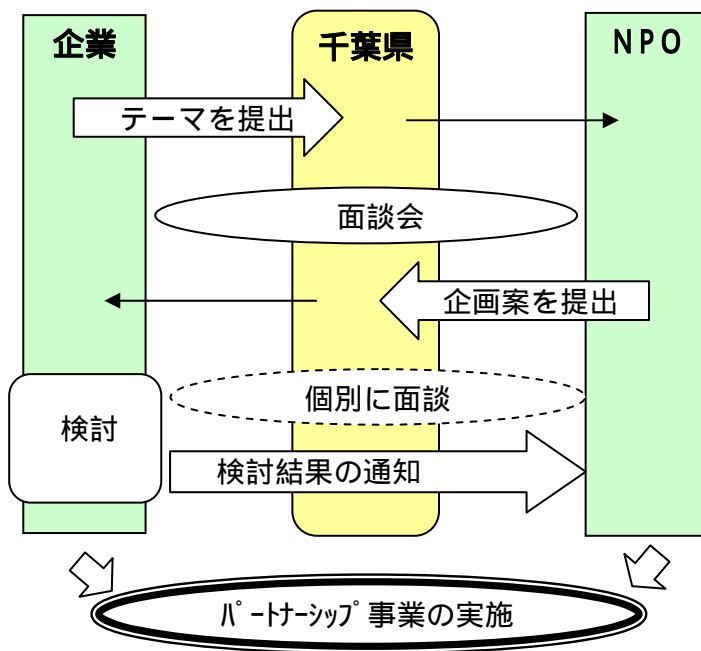 企業
千葉県
NPO
テーマを提出
面談会
企画案を提出
個別に面談
検討
検討結果の通知
パートナーシップ事業の実施